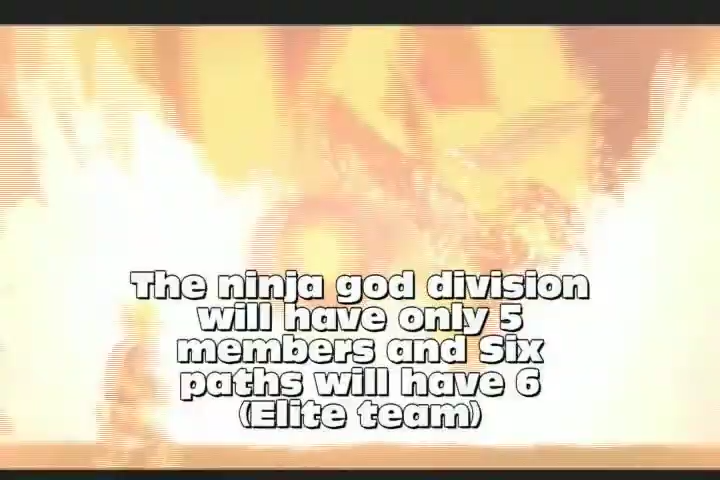 The ninja god division
will have only 5
members and Six
paths will have 6
(Elite team)